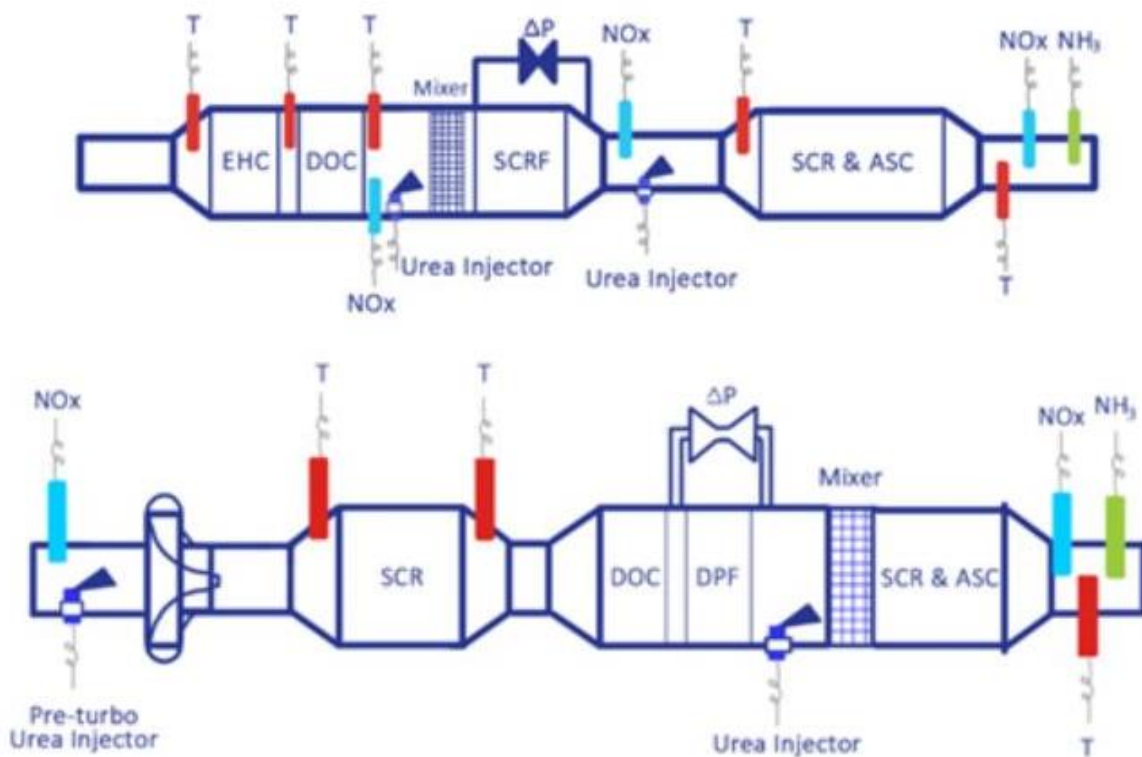 T
T
T
ΔP
NOx
T
NOx
NH₃
Mixer
EHC
DOC
SCRF
SCR & ASC
Urea Injector
Urea Injector
NOx
T
NOx
T
T
ΔP
NOx
NH₃
Mixer
SCR
DOC
DPF
SCR & ASC
Pre-turbo
Urea Injector
Urea Injector
T